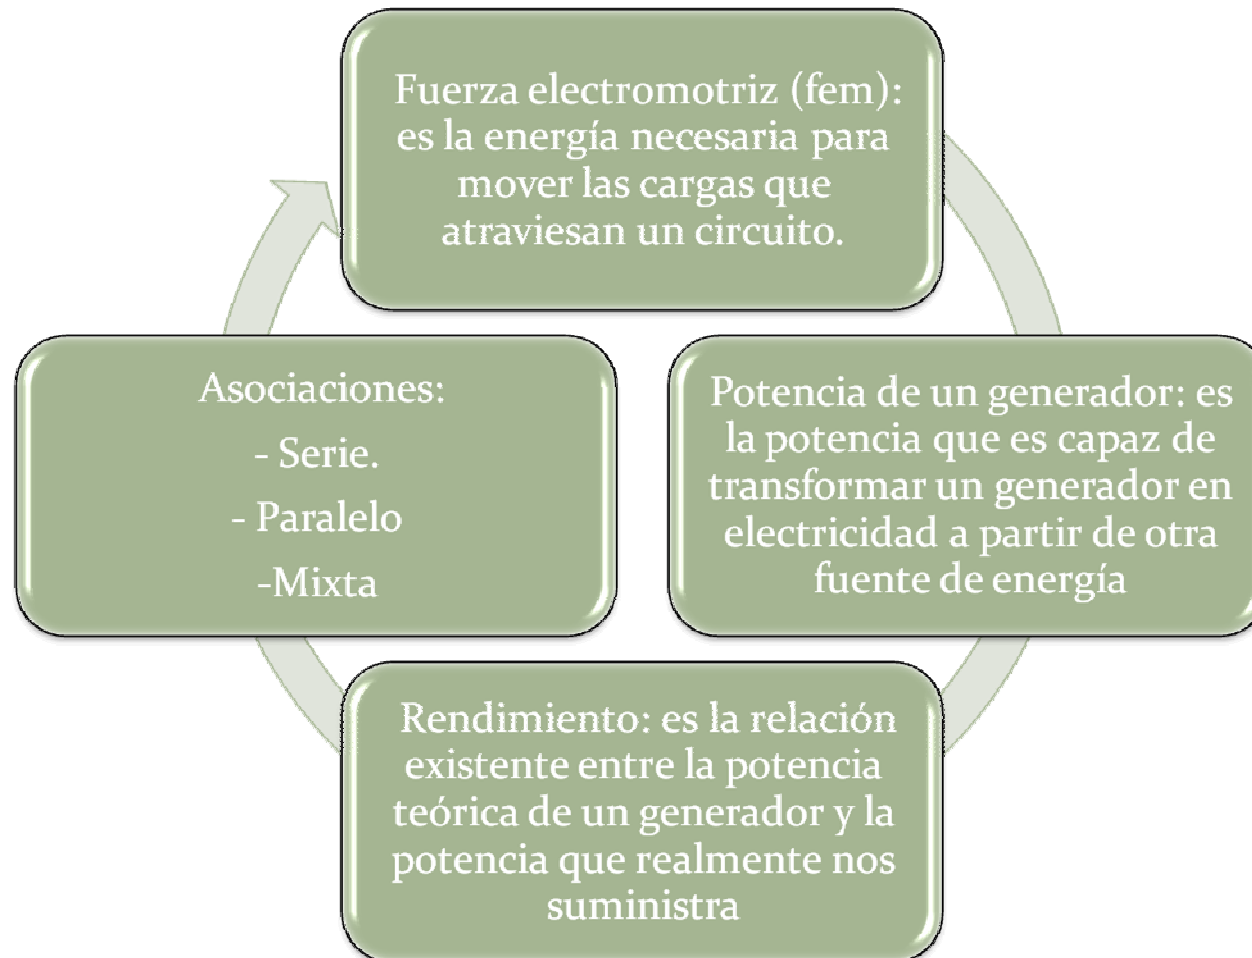 Fuerza electromotriz (fem):
es la energía necesaria para
mover las cargas que
atraviesan un circuito.
Potencia de un generador: es
la potencia que es capaz de
transformar un generador en
electricidad a partir de otra
fuente de energía
Rendimiento: es la relación
existente entre la potencia
teórica de un generador y la
potencia que realmente nos
suministra
Asociaciones:
- Serie.
- Paralelo
-Mixta